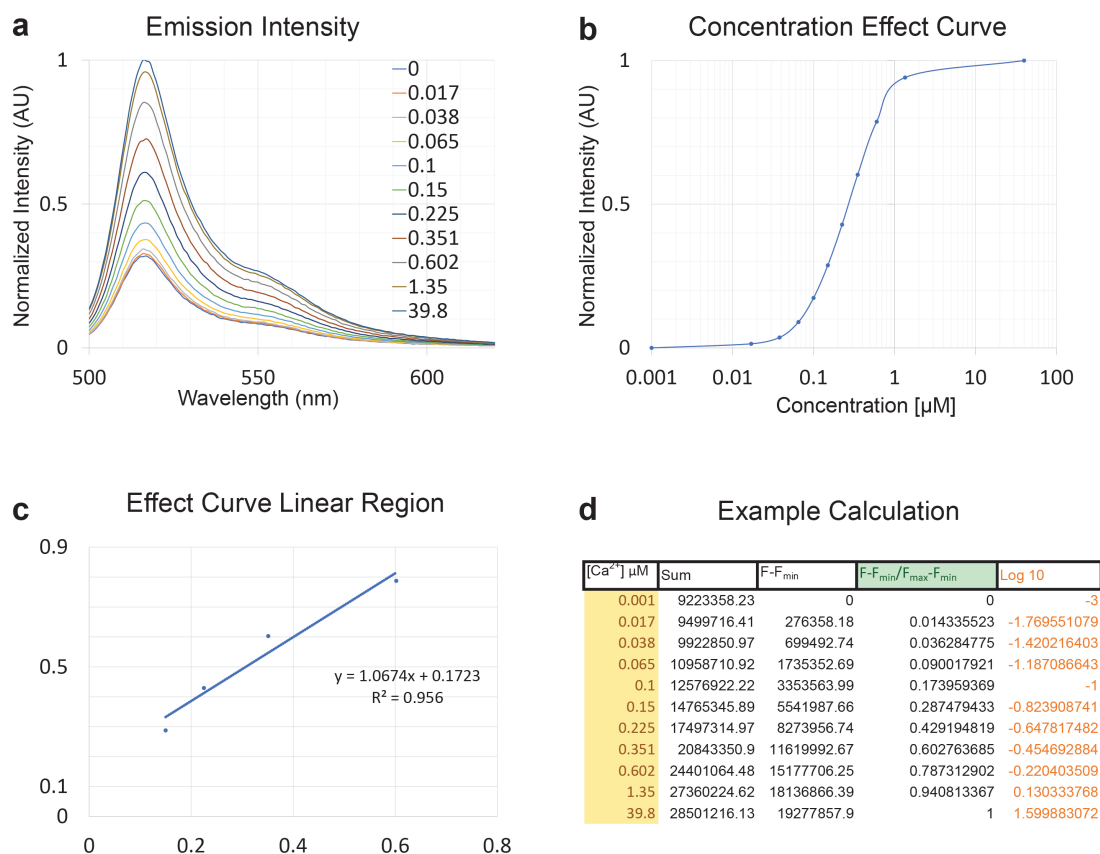 a
Emission Intensity
Normalized Intensity (AU)
1
0.5
0
500
550
600
Wavelength (nm)
0
0.017
0.038
0.065
0.1
0.15
0.225
0.351
0.602
1.35
39.8
b
Concentration Effect Curve
Normalized Intensity (AU)
1
0.5
0
0.001
0.01
0.1
1
10
100
Concentration [µM]
c
Effect Curve Linear Region
0.9
0.5
0.1
0
0
0.2
0.4
0.6
0.8
y = 1.0674x + 0.1723
R² = 0.956
d
Example Calculation
[Ca²⁺] µM Sum F-Fmin F-Fmin/Fmax-Fmin Log 10
0.001 9223358.23 0 0 -3
0.017 9499716.41 276358.18 0.014335523 -1.769551079
0.038 9922850.97 699492.74 0.036284775 -1.420216403
0.065 10958710.92 1735352.69 0.090017921 -1.187086643
0.1 12576922.22 3353563.99 0.173959369 -1
0.15 14765345.89 5541987.66 0.287479433 -0.823908741
0.225 17497314.97 8273956.74 0.429194819 -0.647817482
0.351 20843350.9 11619992.67 0.602763685 -0.454692884
0.602 24401064.48 15177706.25 0.787312902 -0.220403509
1.35 27360224.62 18136866.39 0.940813367 0.130333768
39.8 28501216.13 19277857.9 1 1.599883072